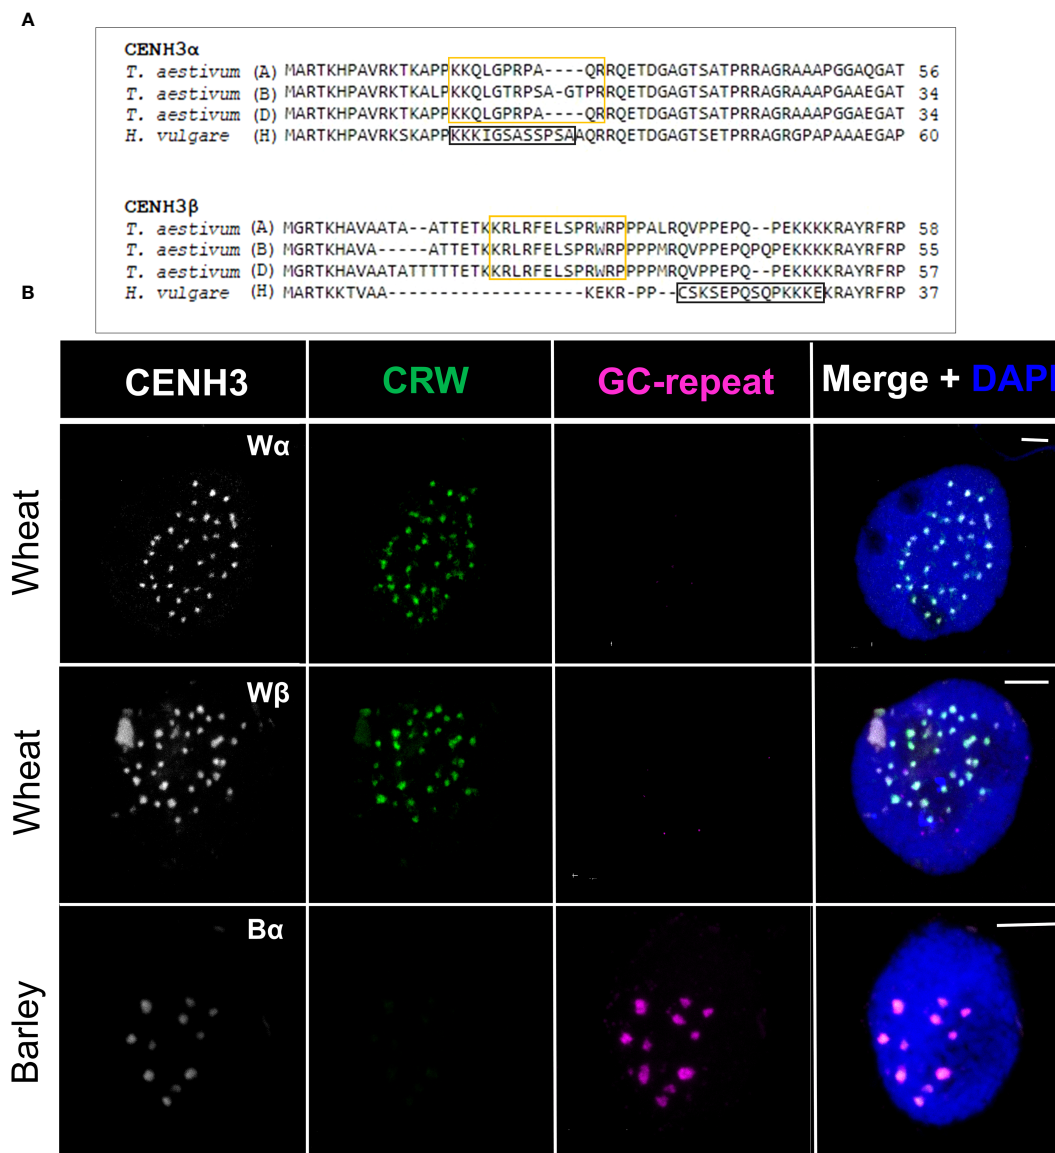 A
CENH3α
T. aestivum (A) MARTKHPAVRKTKAPPKKQLGPRPA----QRRQETDGAGTSATPRRAGRAAAPGGAQGAT 56
T. aestivum (B) MARTKHPAVRKTKALPKKQLGTRPSA-GTPRRQETDGAGTSATPRRAGRAAAPGAAEGAT 34
T. aestivum (D) MARTKHPAVRKTKAPPKKQLGPRPA----QRRQETDGAGTSATPRRAGRAAAPGGAEGAT 34
H. vulgare (H) MARTKHPAVRKSKAPPKKKIGSASSPSAAQRRQETDGAGTSETPRRAGRGPAPAAAEGAP 60
CENH3β
T. aestivum (A) MGRTKHAVAATA--ATTETKKRLRFELSPRWRPPPALRQVPPEPQ--PEKKKKRAYRFRP 58
T. aestivum (B) MGRTKHAVA-----ATTETKKRLRFELSPRWRPPPPMRQVPPEPQPQPEKKKKRAYRFRP 55
T. aestivum (D) MGRTKHAVAATATTTTTETKKRLRFELSPRWRPPPPMRQVPPEPQ--PEKKKKRAYRFRP 57
H. vulgare (H) MARTKKTVAA------------------KEKR-PP--CSKSEPQSQPKKKEKRAYRFRP 37
B
CENH3 CRW GC-repeat Merge + DAPI
Wheat Wα
Wheat Wβ
Barley Bα